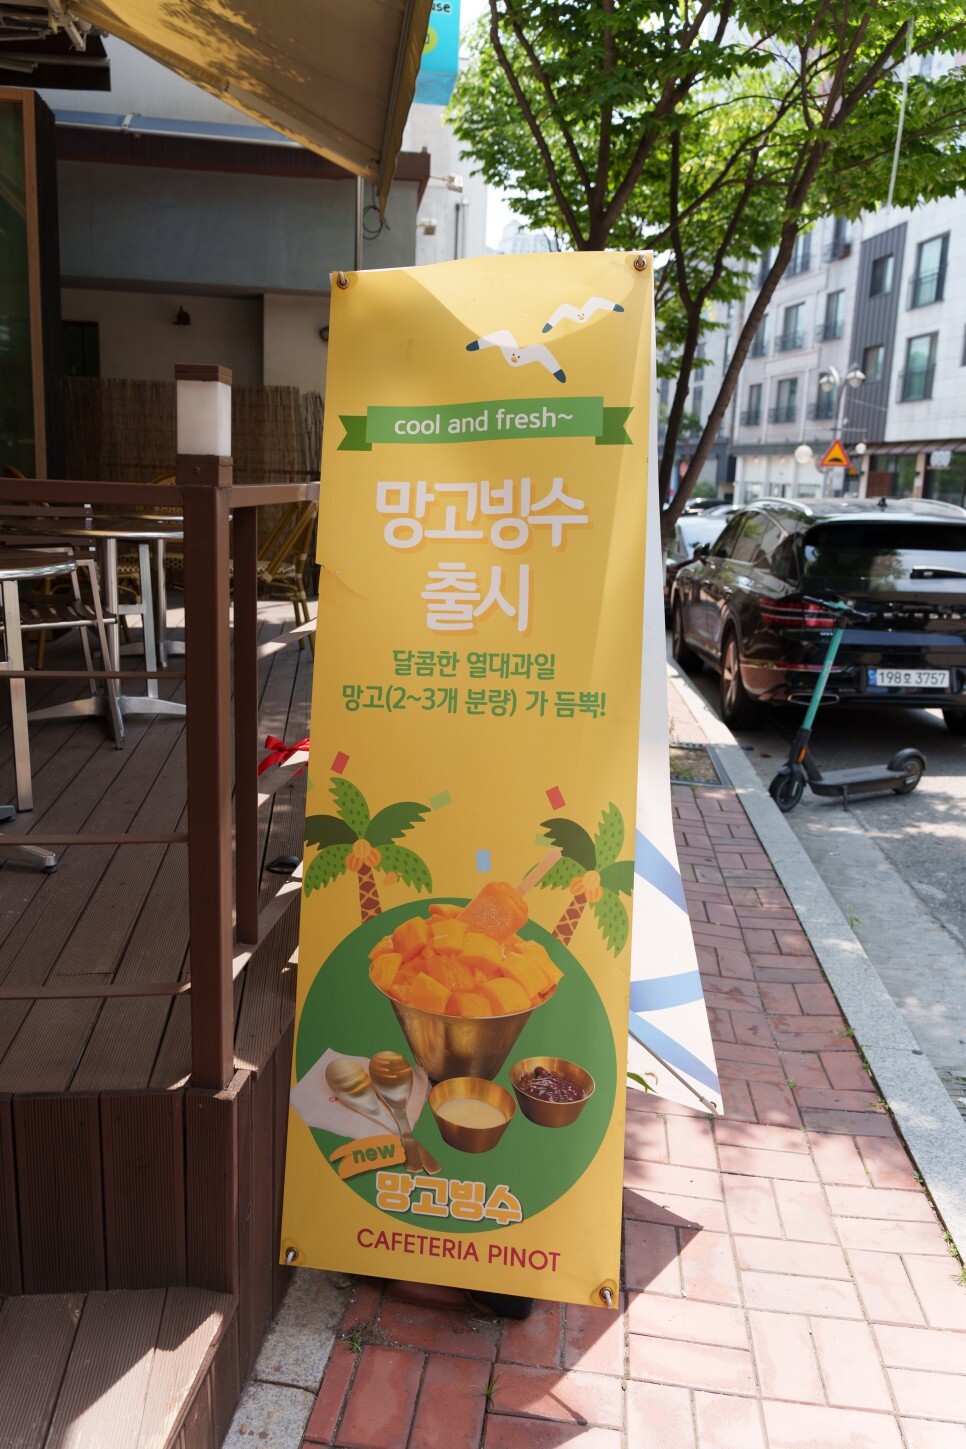 use
cool and fresh~
망고빙수
출시
달콤한 열대과일
망고(2~3개 분량) 가 듬뿍!
new
망고빙수
CAFETERIA PINOT
198호 3757